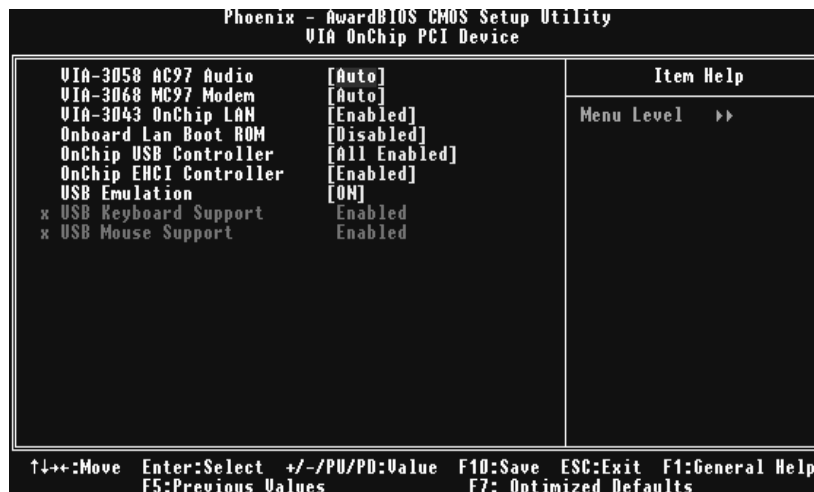 Phoenix - AwardBIOS CMOS Setup Utility
VIA OnChip PCI Device
VIA-3058 AC97 Audio [Auto]
VIA-3068 MC97 Modem [Auto]
VIA-3043 OnChip LAN [Enabled]
Onboard Lan Boot ROM [Disabled]
OnChip USB Controller [All Enabled]
OnChip EHCI Controller [Enabled]
USB Emulation [ON]
x USB Keyboard Support Enabled
x USB Mouse Support Enabled
Item Help
Menu Level ▸▸
↑↓→←:Move Enter:Select +/-/PU/PD:Value F10:Save ESC:Exit F1:General Help
F5:Previous Values F7: Optimized Defaults